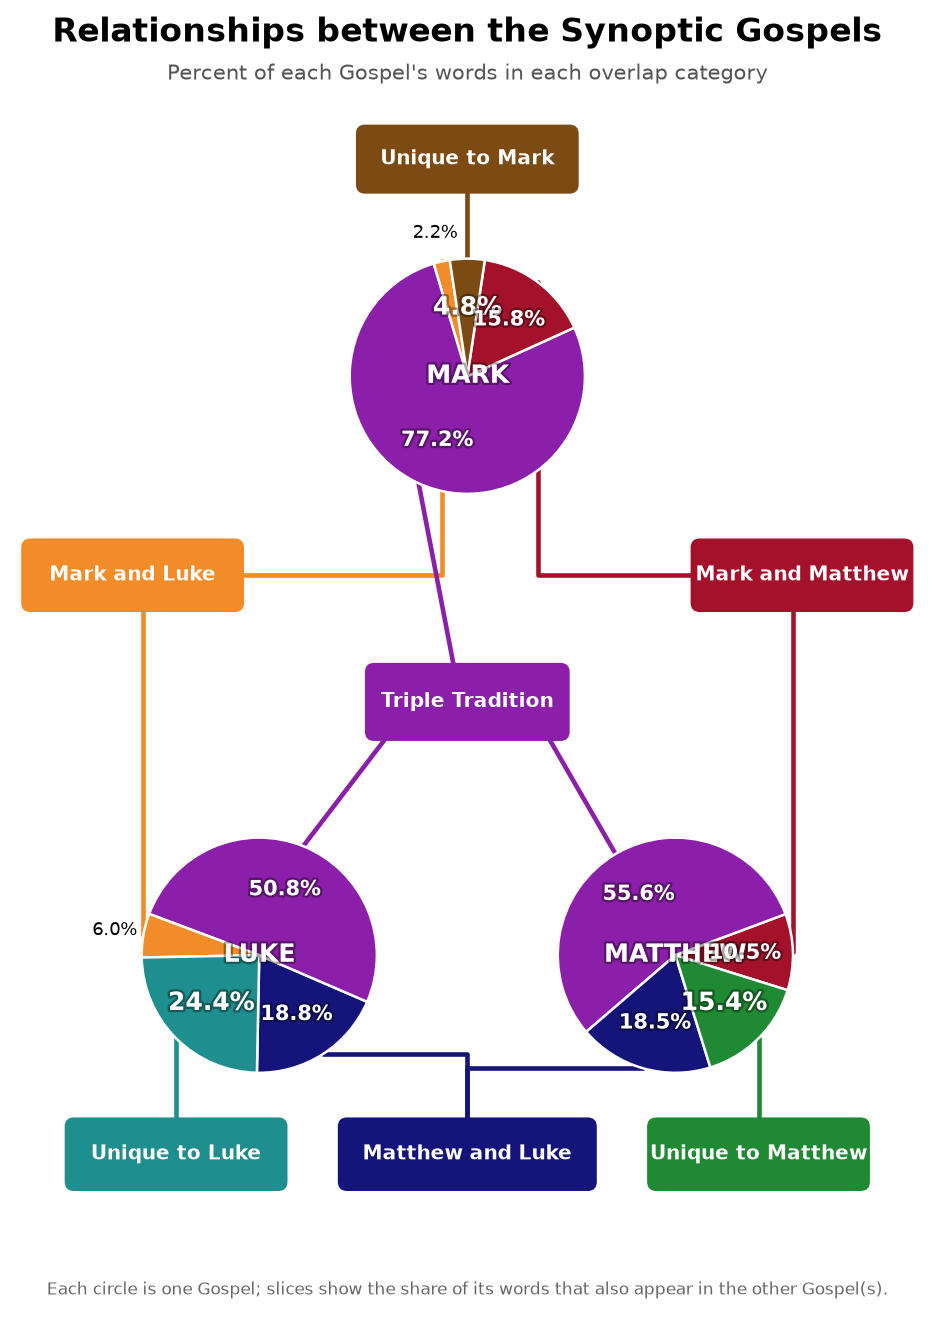 Relationships between the Synoptic Gospels
Percent of each Gospel's words in each overlap category
Unique to Mark
2.2%
4.8%
15.8%
MARK
77.2%
Mark and Luke
Mark and Matthew
Triple Tradition
50.8%
55.6%
6.0%
LUKE
MATTHEW
10.5%
24.4%
18.8%
15.4%
18.5%
Unique to Luke
Matthew and Luke
Unique to Matthew
Each circle is one Gospel; slices show the share of its words that also appear in the other Gospel(s).